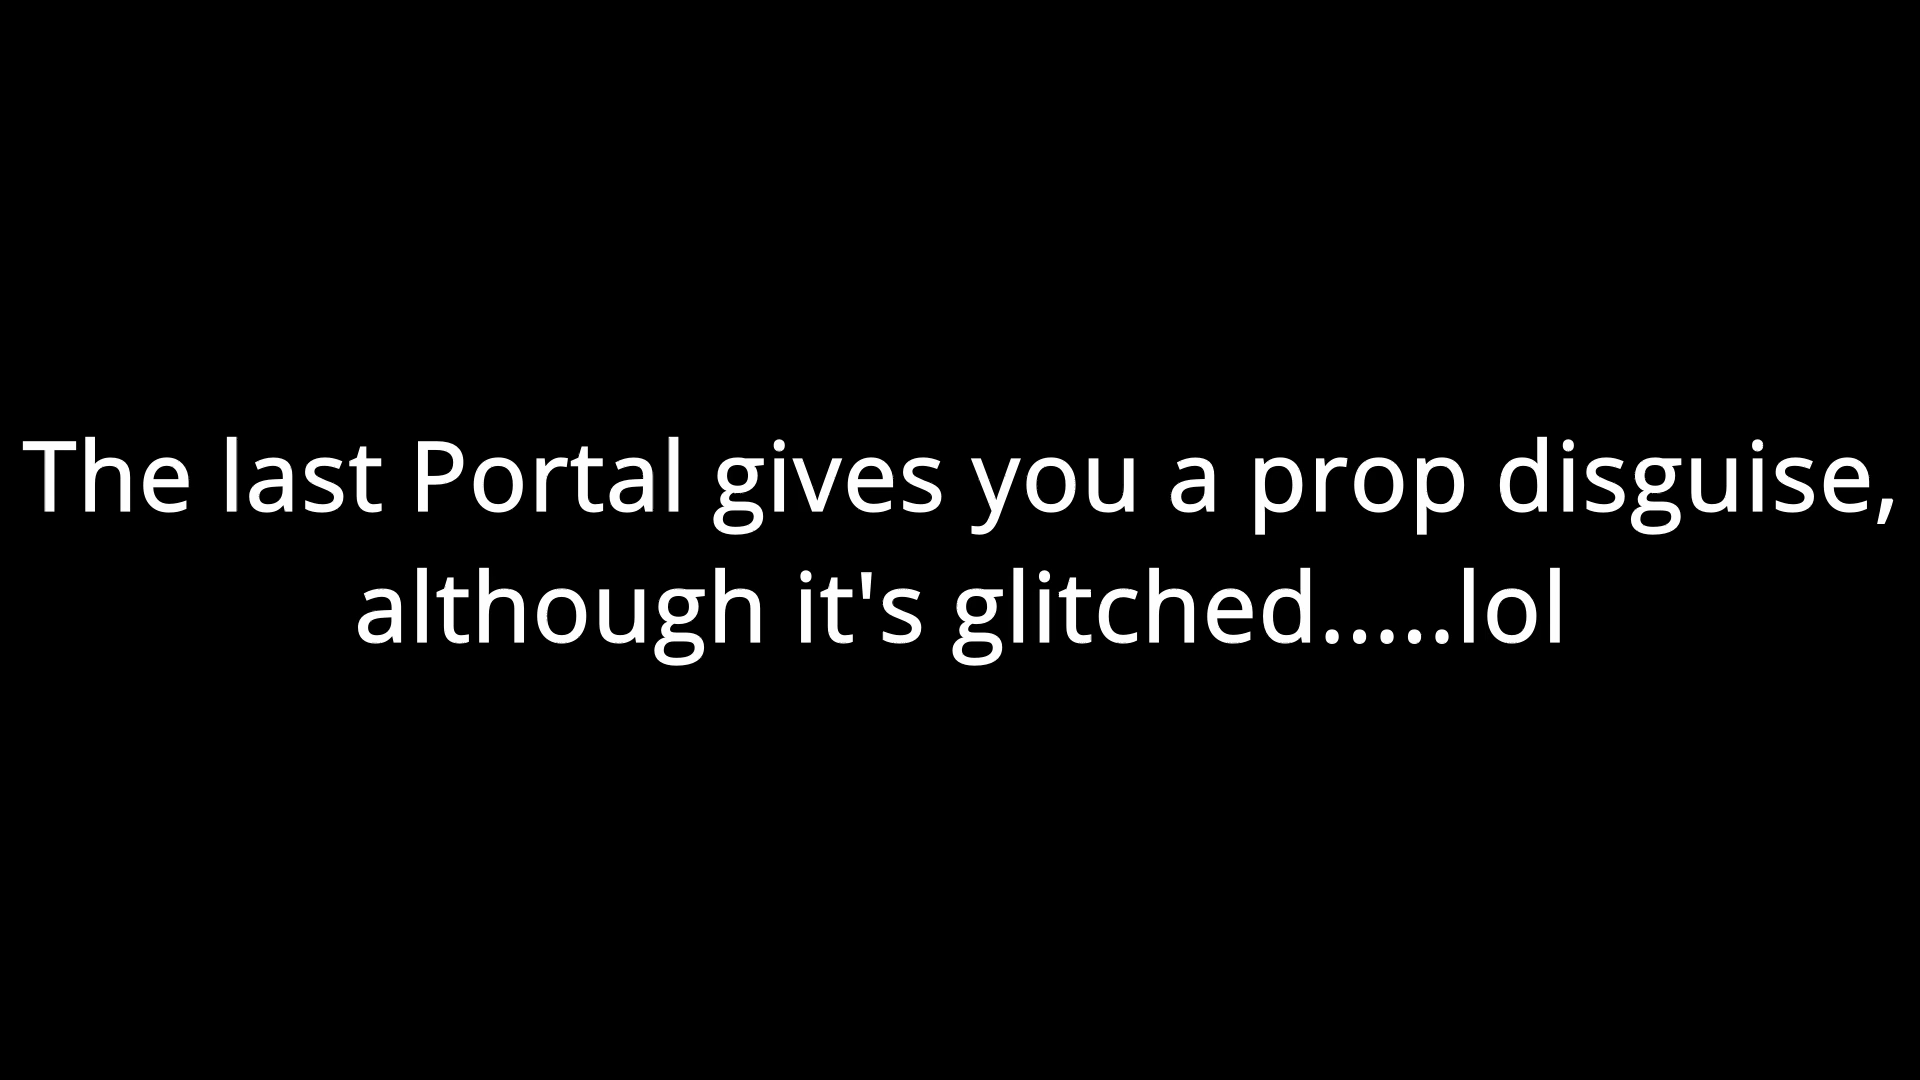 The last Portal gives you a prop disguise,
although it's glitched.....lol